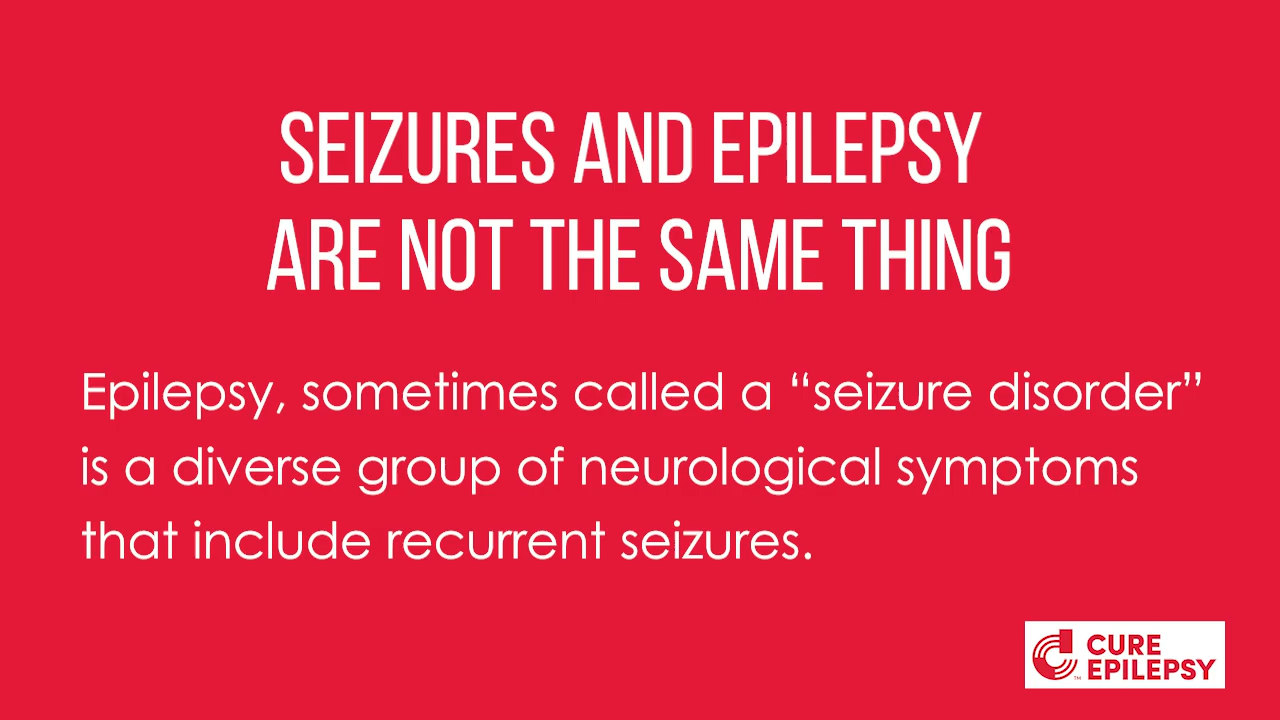 SEIZURES AND EPILEPSY
ARE NOT THE SAME THING
Epilepsy, sometimes called a “seizure disorder”
is a diverse group of neurological symptoms
that include recurrent seizures.
CURE
EPILEPSY
TM